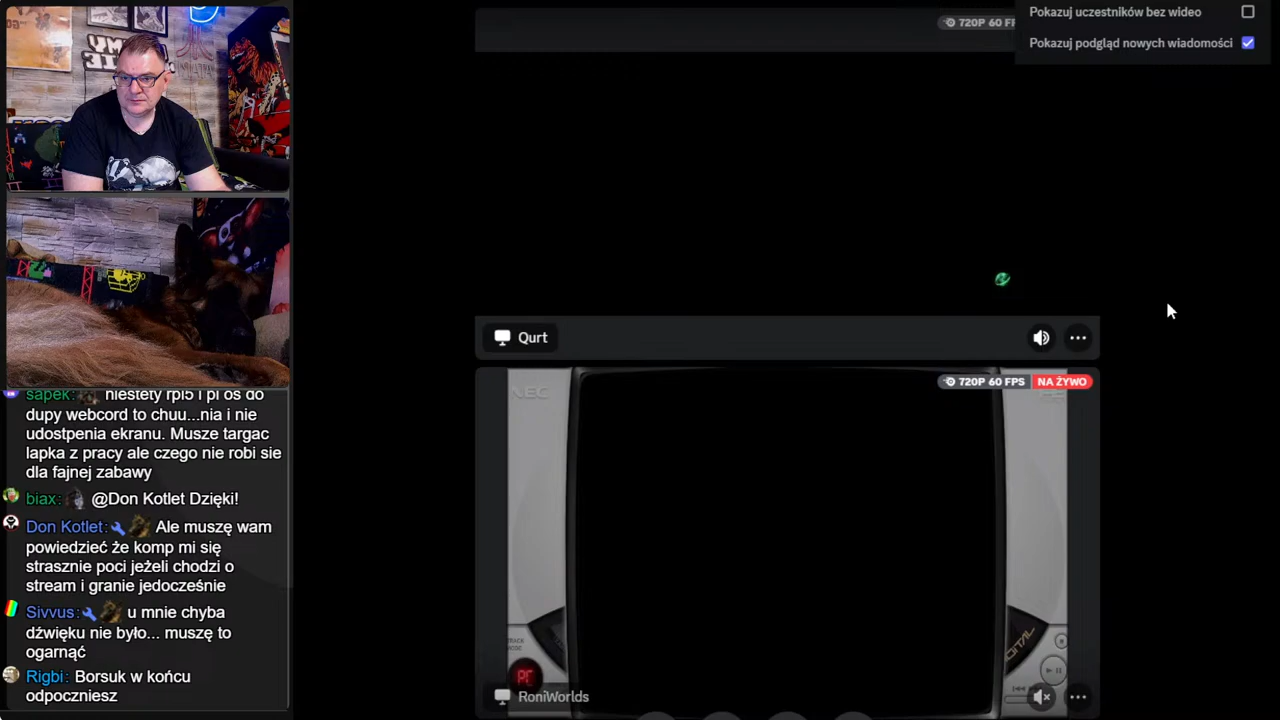 720P 60 FP
Pokazuj uczestników bez wideo
Pokazuj podgląd nowych wiadomości
Qurt
NEC
720P 60 FPS
NA ŻYWO
RoniWorlds
sapek: niestety rpi5 i pi os do
dupy webcord to chuu...nia i nie
udostpenia ekranu. Musze targac
lapka z pracy ale czego nie robi sie
dla fajnej zabawy
biax: @Don Kotlet Dzięki!
Don Kotlet: Ale muszę wam
powiedzieć że komp mi się
strasznie poci jeżeli chodzi o
stream i granie jedocześnie
Sivvus: u mnie chyba
dźwięku nie było... muszę to
ogarnąć
Rigbi: Borsuk w końcu
odpoczniesz